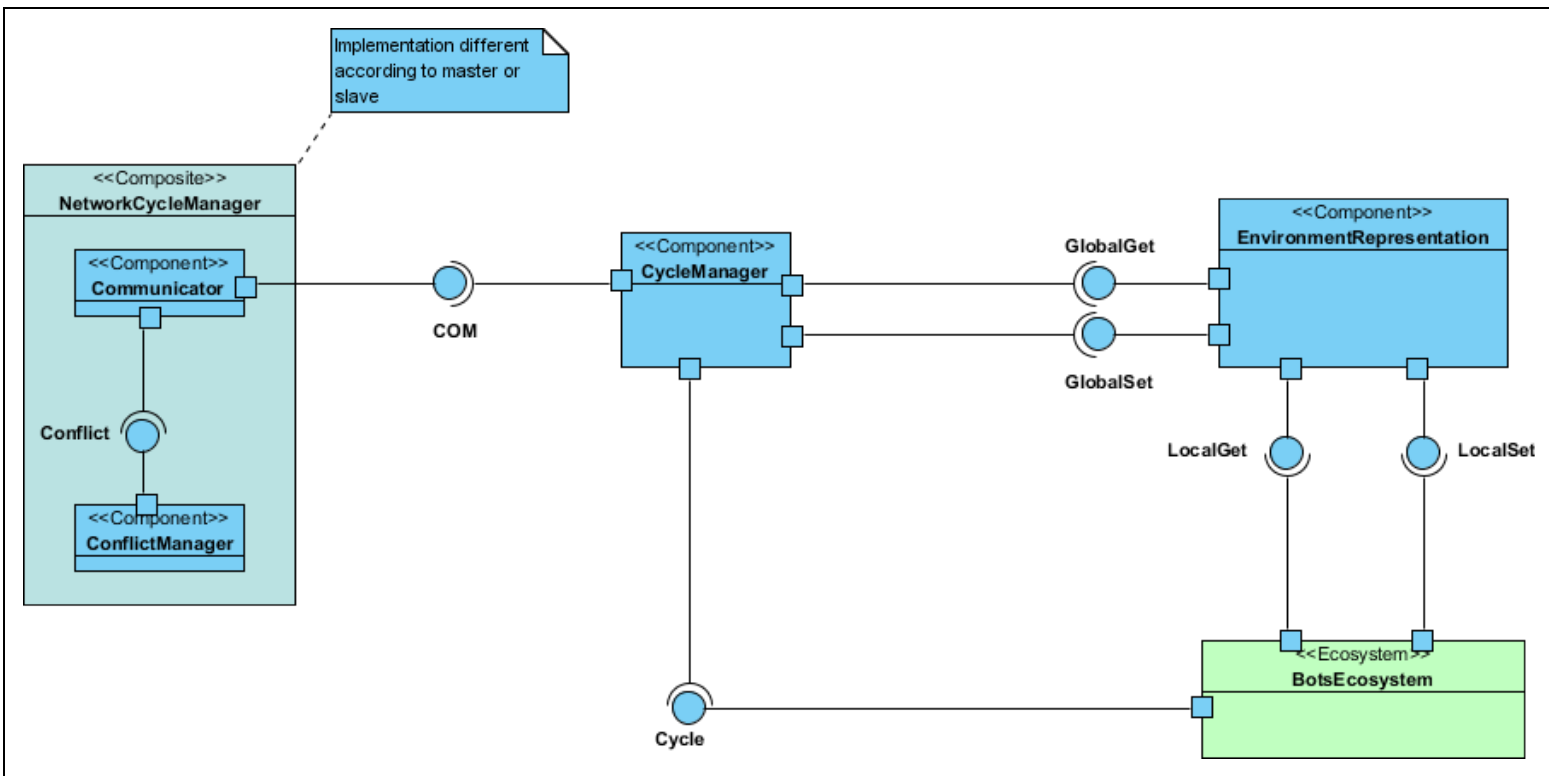 Implementation different
according to master or
slave
<<Composite>>
NetworkCycleManager
<<Component>>
Communicator
Conflict
<<Component>>
ConflictManager
COM
<<Component>>
CycleManager
GlobalGet
GlobalSet
<<Component>>
EnvironmentRepresentation
LocalGet
LocalSet
Cycle
<<Ecosystem>>
BotsEcosystem